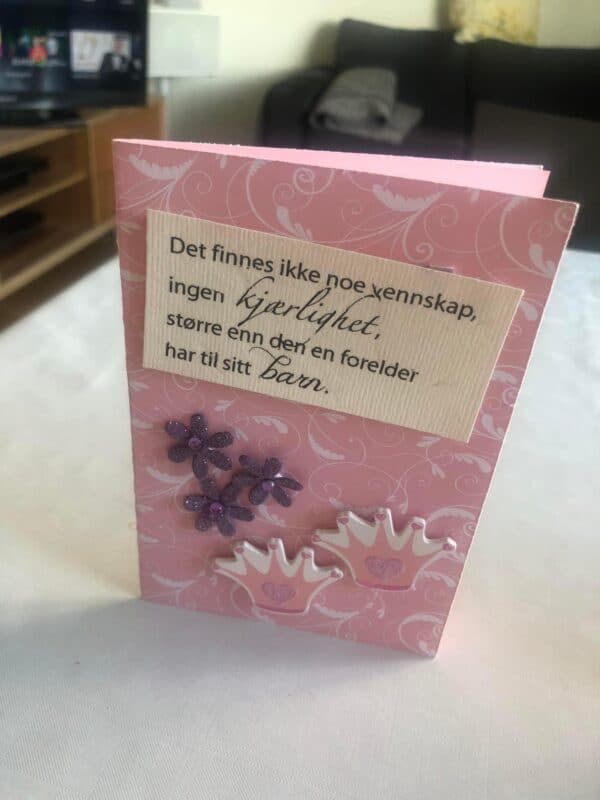 Det finnes ikke noe vennskap,
ingen kjærlighet,
større enn den en forelder
har til sitt barn.